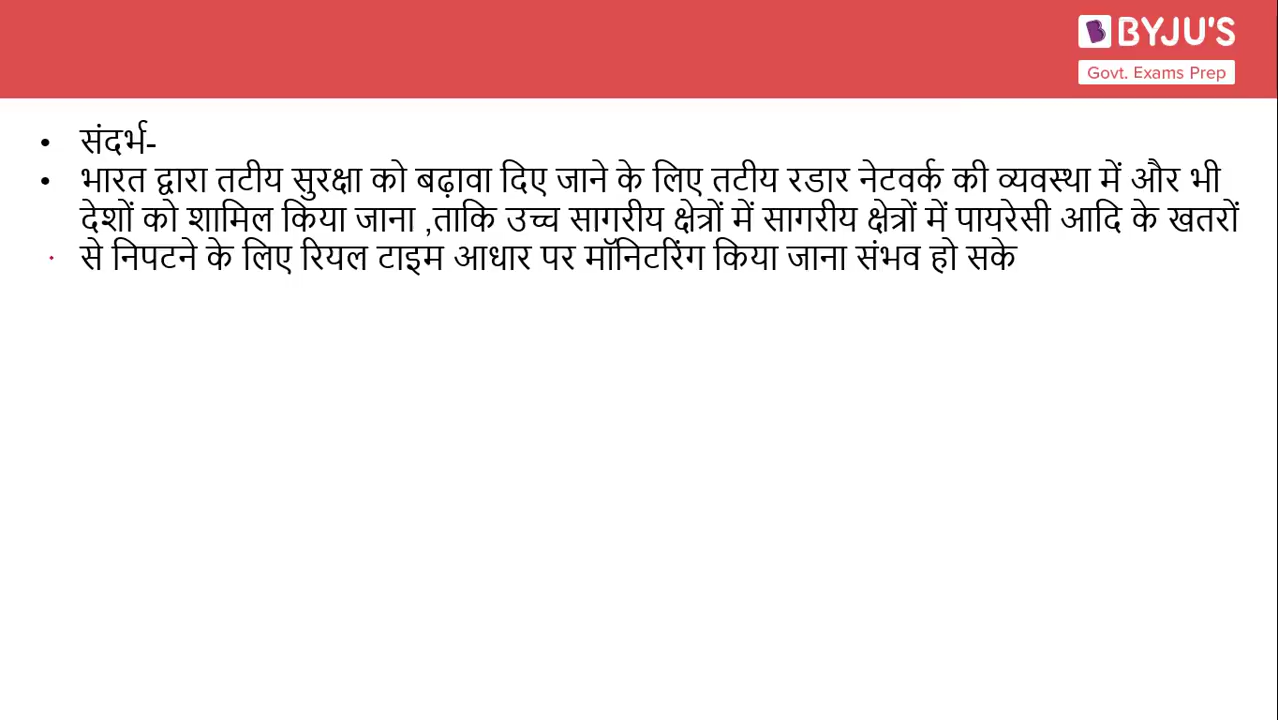 BYJU'S
Govt. Exams Prep
• संदर्भ-
• भारत द्वारा तटीय सुरक्षा को बढ़ावा दिए जाने के लिए तटीय रडार नेटवर्क की व्यवस्था में और भी
देशों को शामिल किया जाना ,ताकि उच्च सागरीय क्षेत्रों में सागरीय क्षेत्रों में पायरेसी आदि के खतरों
से निपटने के लिए रियल टाइम आधार पर मॉनिटरिंग किया जाना संभव हो सके